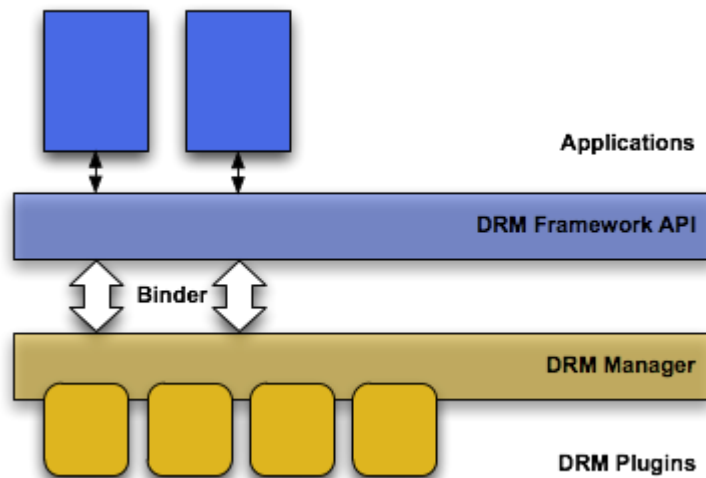 Applications
DRM Framework API
Binder
DRM Manager
DRM Plugins